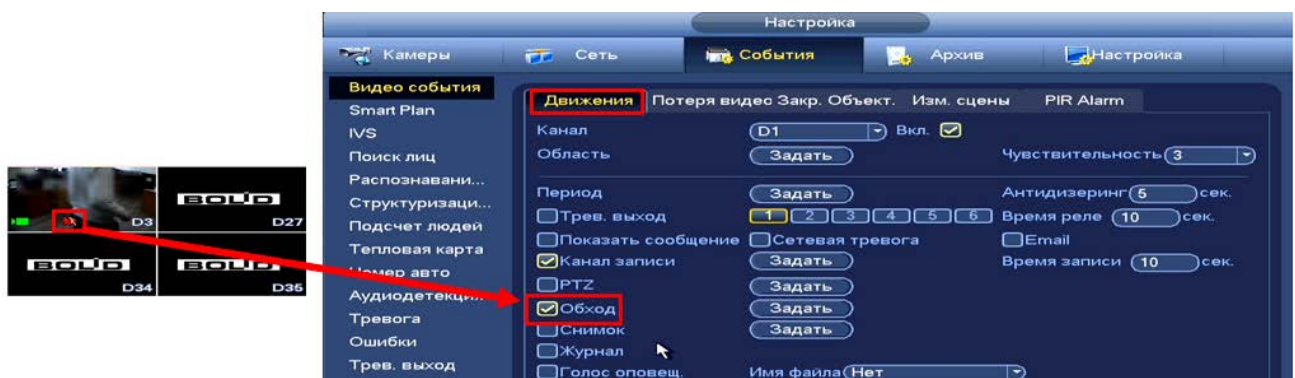 Настройка
Камеры Сеть События Архив Настройка
Видео события
Smart Plan
IVS
Поиск лиц
Распознавани...
Структуризаци...
Подсчет людей
Тепловая карта
Номер авто
Аудиодетекци...
Тревога
Ошибки
Трев. выход
Движения Потеря видео Закр. Объект. Изм. сцены PIR Alarm
Канал D1 Вкл.
Область Задать Чувствительность 3
Период Задать Антидизеринг 5 сек.
Трев. выход 1 2 3 4 5 6 Время реле 10 сек.
Показать сообщение Сетевая тревога Email
Канал записи Задать Время записи 10 сек.
PTZ Задать
Обход Задать
Снимок Задать
Журнал
Голос оповещ. Имя файла Нет
D3 BOLID D27
BOLID D34 BOLID D35